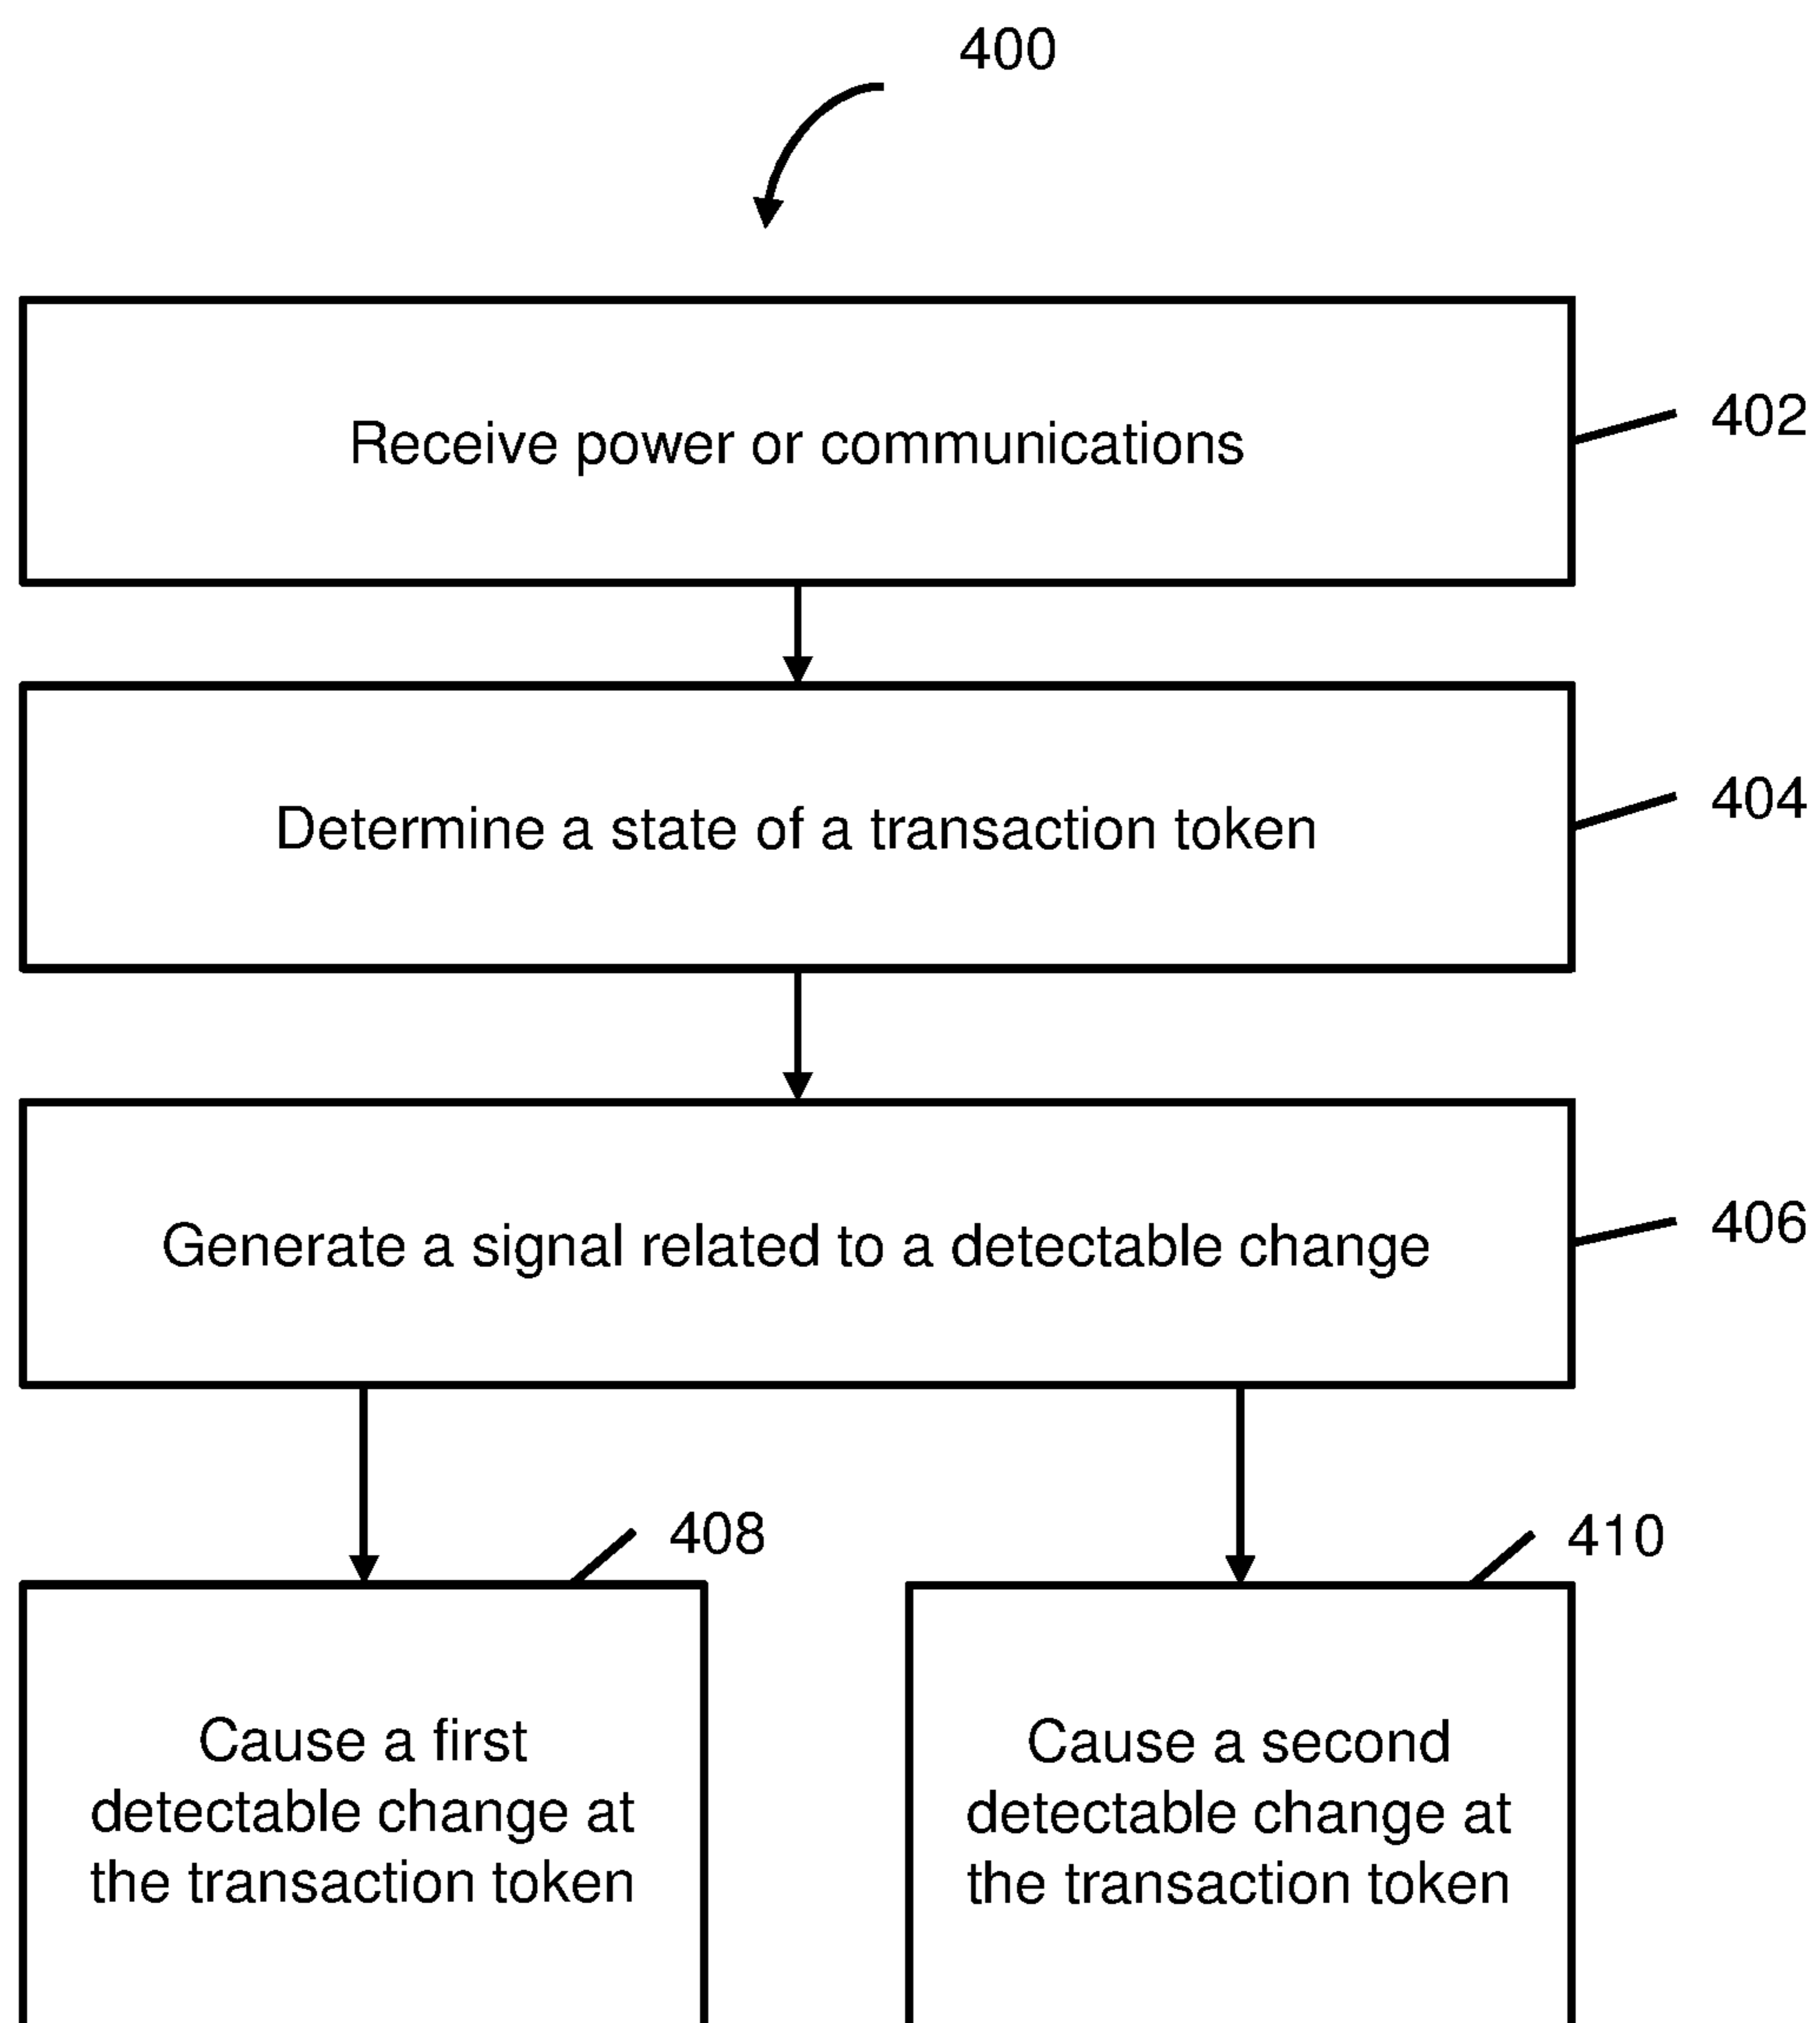 400
Receive power or communications
402
Determine a state of a transaction token
404
Generate a signal related to a detectable change
406
408
Cause a first
detectable change at
the transaction token
410
Cause a second
detectable change at
the transaction token